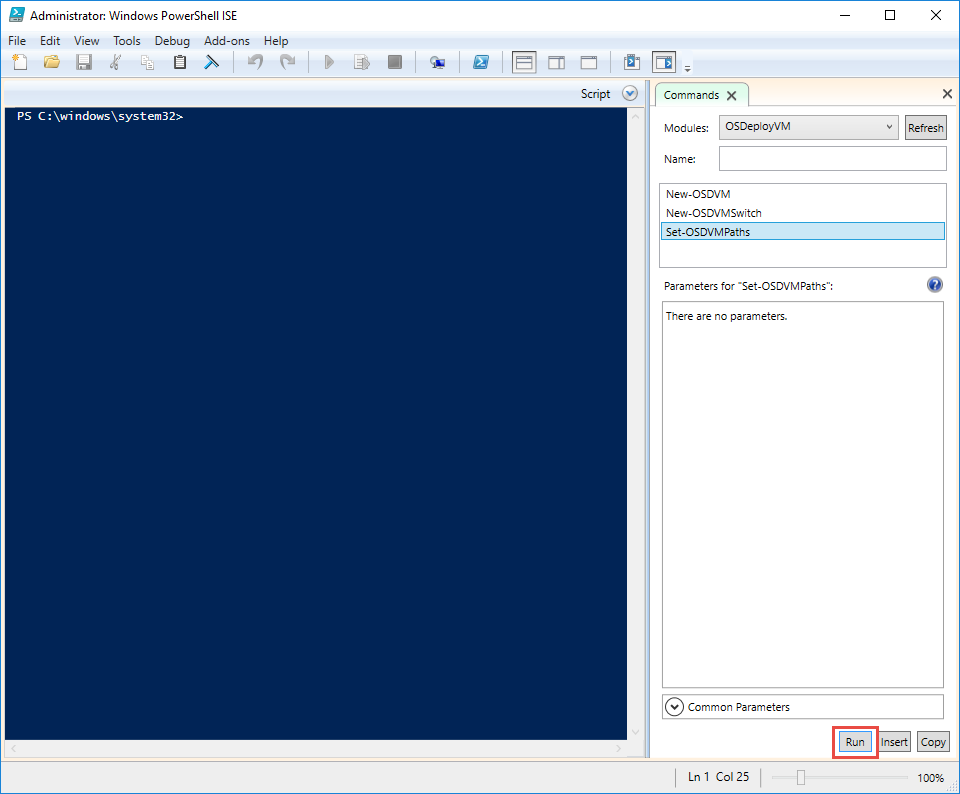 Administrator: Windows PowerShell ISE
File Edit View Tools Debug Add-ons Help
Script
PS C:\windows\system32>
Commands
Modules: OSDeployVM Refresh
Name:
New-OSDVM
New-OSDVMSwitch
Set-OSDVMPaths
Parameters for "Set-OSDVMPaths":
There are no parameters.
Common Parameters
Run Insert Copy
Ln 1 Col 25 100%